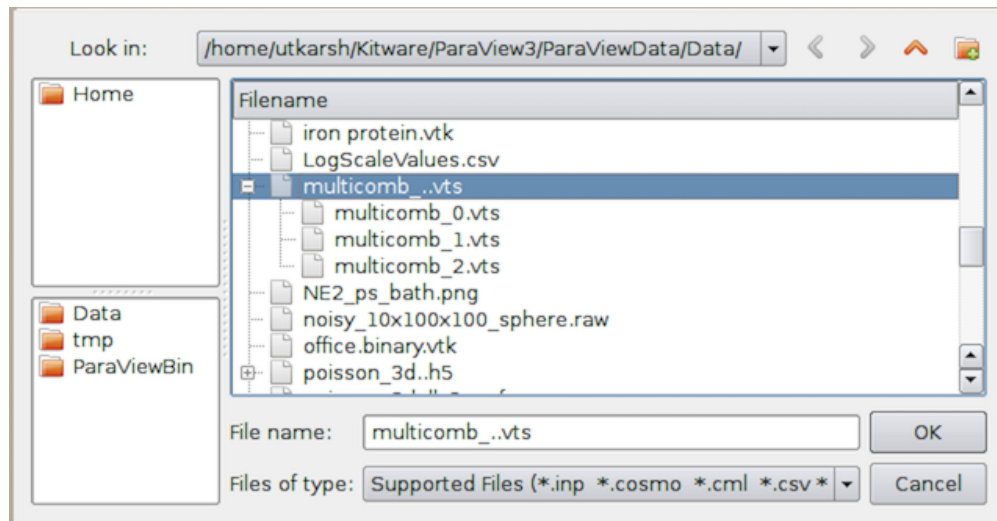 Look in: /home/utkarsh/Kitware/ParaView3/ParaViewData/Data/
Home
Filename
iron protein.vtk
LogScaleValues.csv
multicomb_..vts
multicomb_0.vts
multicomb_1.vts
multicomb_2.vts
NE2_ps_bath.png
noisy_10x100x100_sphere.raw
office.binary.vtk
poisson_3d..h5
Data
tmp
ParaViewBin
File name: multicomb_..vts OK
Files of type: Supported Files (*.inp *.cosmo *.cml *.csv * Cancel